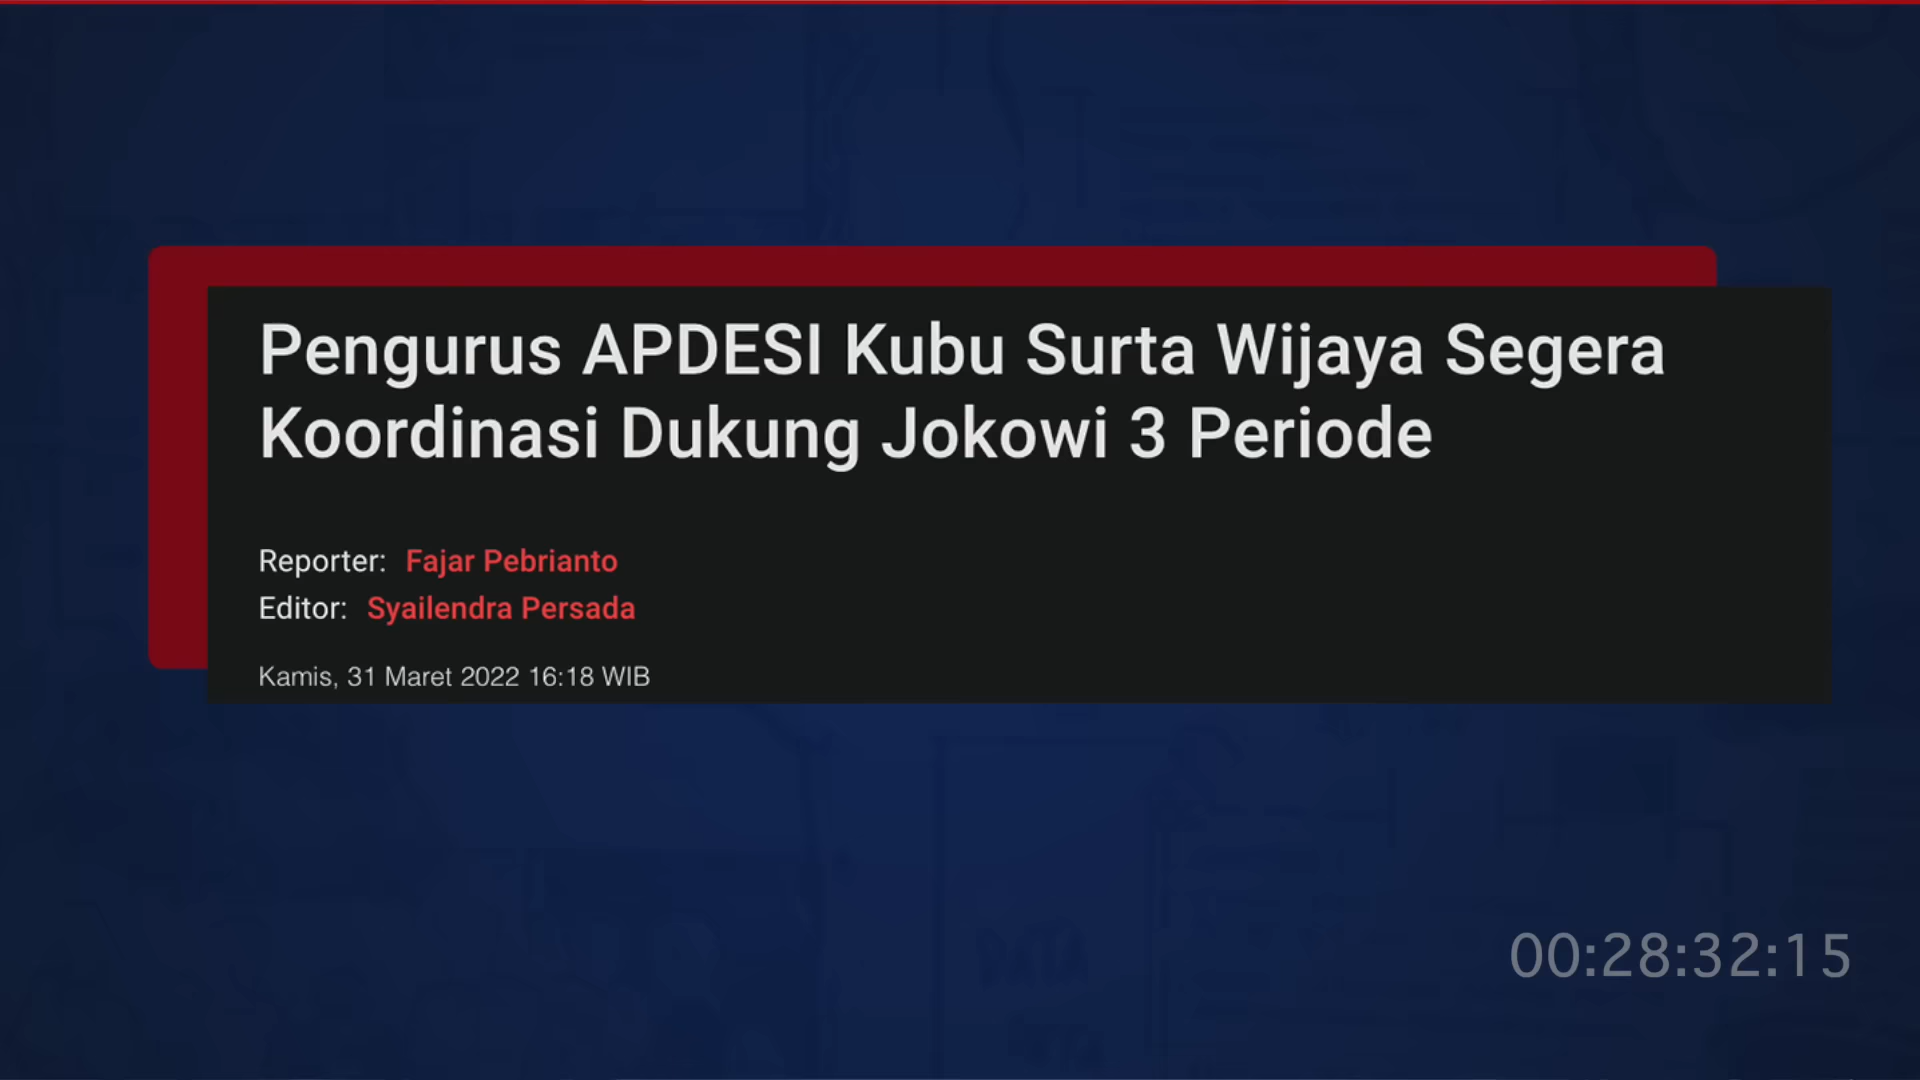 Pengurus APDESI Kubu Surta Wijaya Segera
Koordinasi Dukung Jokowi 3 Periode
Reporter: Fajar Pebrianto
Editor: Syailendra Persada
Kamis, 31 Maret 2022 16:18 WIB
00:28:32:15